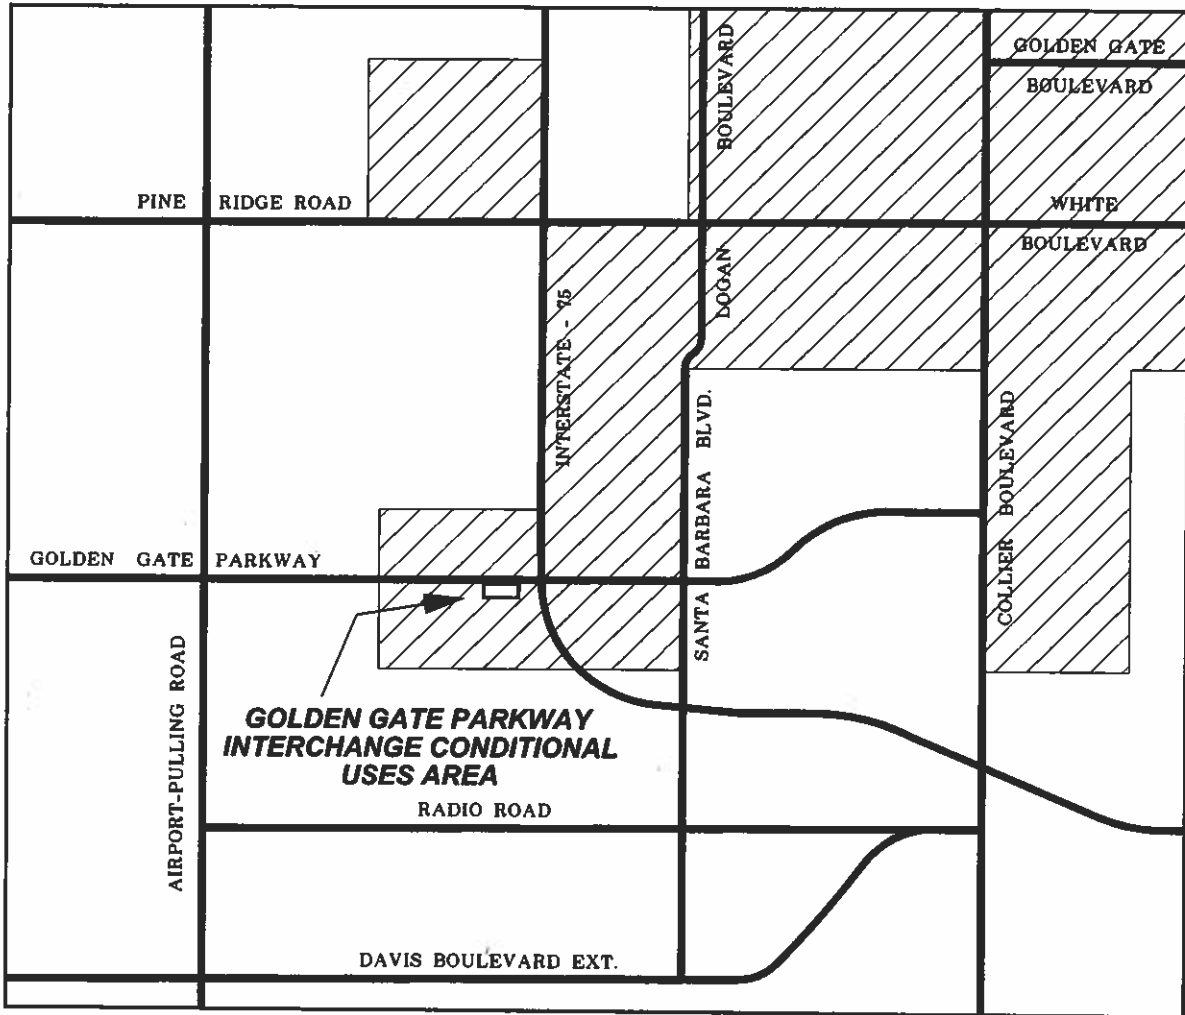 GOLDEN GATE
BOULEVARD
BOULEVARD
PINE RIDGE ROAD
WHITE
BOULEVARD
LOGAN
INTERSTATE - 75
SANTA BARBARA BLVD.
COLLIER BOULEVARD
GOLDEN GATE PARKWAY
AIRPORT-PULLING ROAD
GOLDEN GATE PARKWAY
INTERCHANGE CONDITIONAL
USES AREA
RADIO ROAD
DAVIS BOULEVARD EXT.